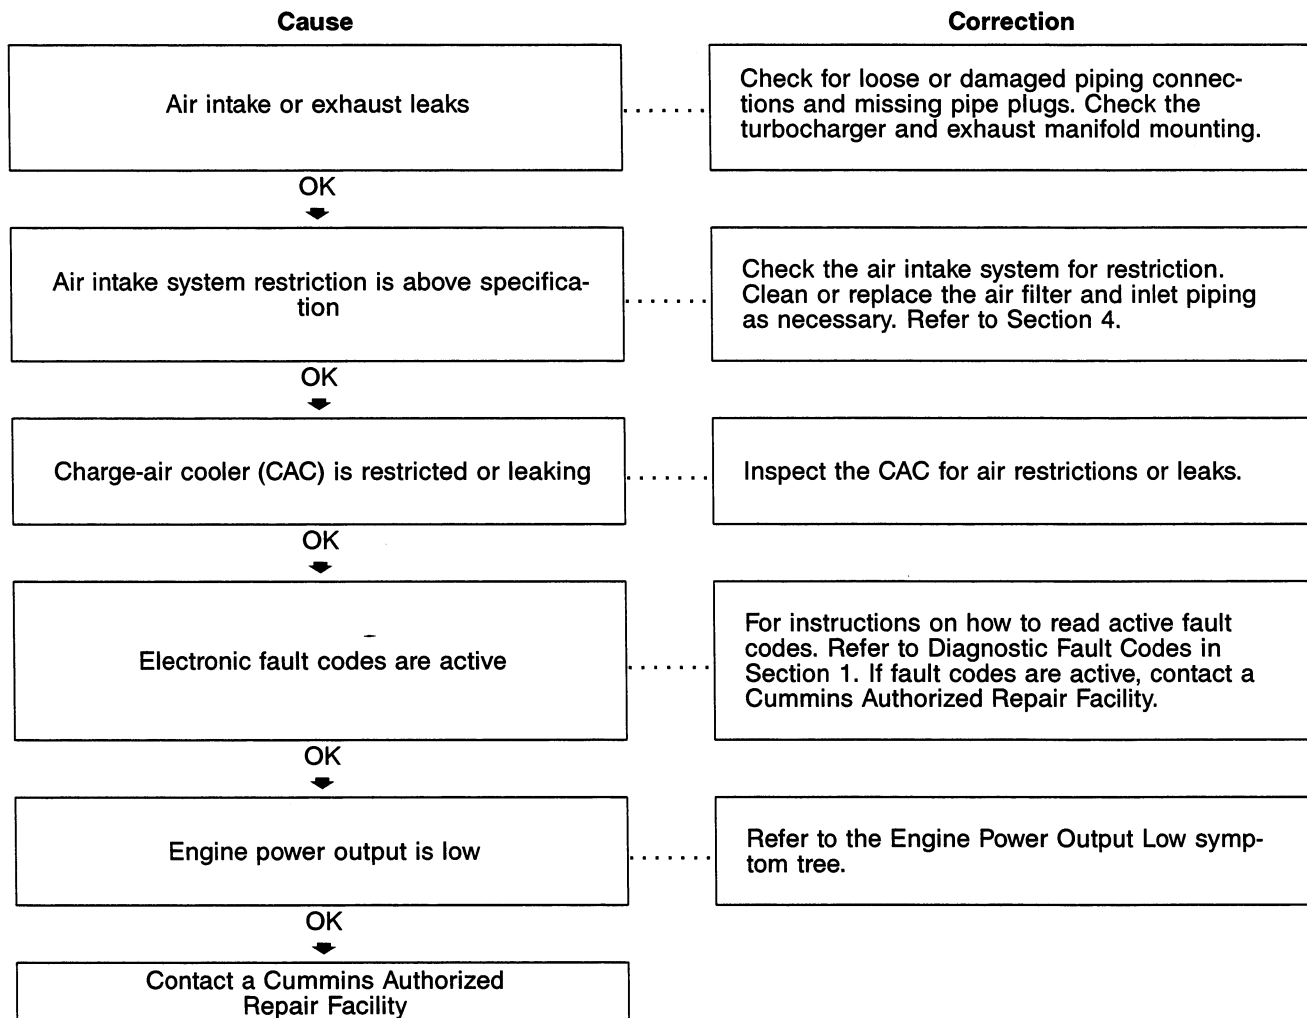 Cause
Correction
Air intake or exhaust leaks
Check for loose or damaged piping connec-
tions and missing pipe plugs. Check the
turbocharger and exhaust manifold mounting.
OK
Air intake system restriction is above specifica-
tion
Check the air intake system for restriction.
Clean or replace the air filter and inlet piping
as necessary. Refer to Section 4.
OK
Charge-air cooler (CAC) is restricted or leaking
Inspect the CAC for air restrictions or leaks.
OK
Electronic fault codes are active
For instructions on how to read active fault
codes. Refer to Diagnostic Fault Codes in
Section 1. If fault codes are active, contact a
Cummins Authorized Repair Facility.
OK
Engine power output is low
Refer to the Engine Power Output Low symp-
tom tree.
OK
Contact a Cummins Authorized
Repair Facility